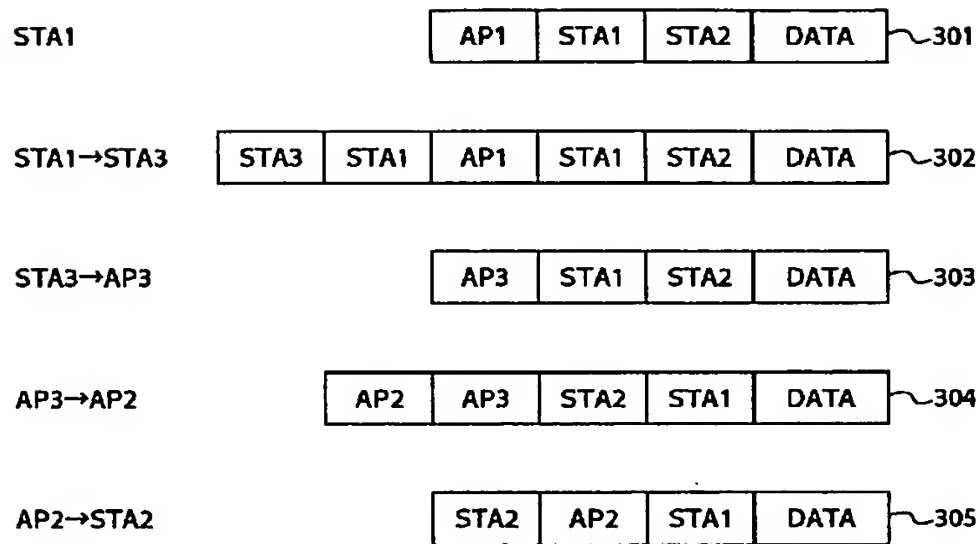 STA1 AP1 STA1 STA2 DATA 301
STA1→STA3 STA3 STA1 AP1 STA1 STA2 DATA 302
STA3→AP3 AP3 STA1 STA2 DATA 303
AP3→AP2 AP2 AP3 STA2 STA1 DATA 304
AP2→STA2 STA2 AP2 STA1 DATA 305